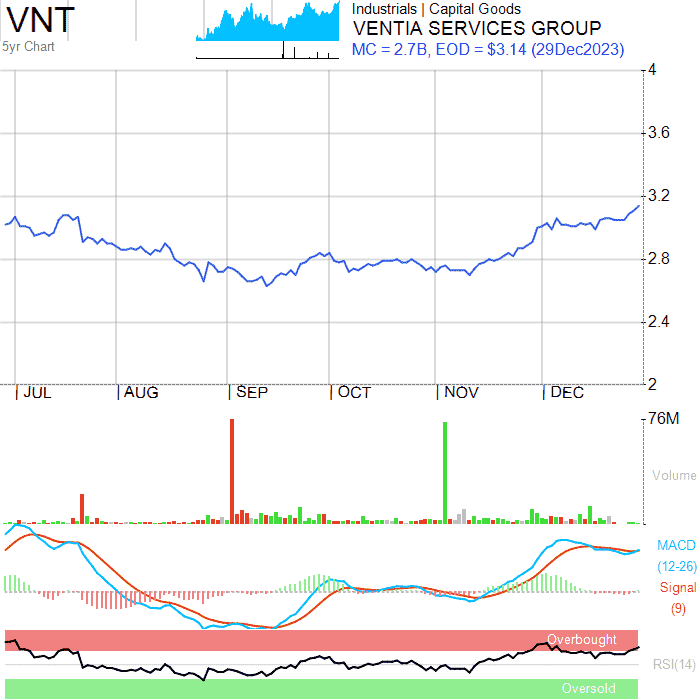 VNT
5yr Chart
Industrials | Capital Goods
VENTIA SERVICES GROUP
MC = 2.7B, EOD = $3.14 (29Dec2023)
4
3.6
3.2
2.8
2.4
2
JUL AUG SEP OCT NOV DEC
76M
Volume
MACD
(12-26)
Signal
(9)
Overbought
RSI(14)
Oversold